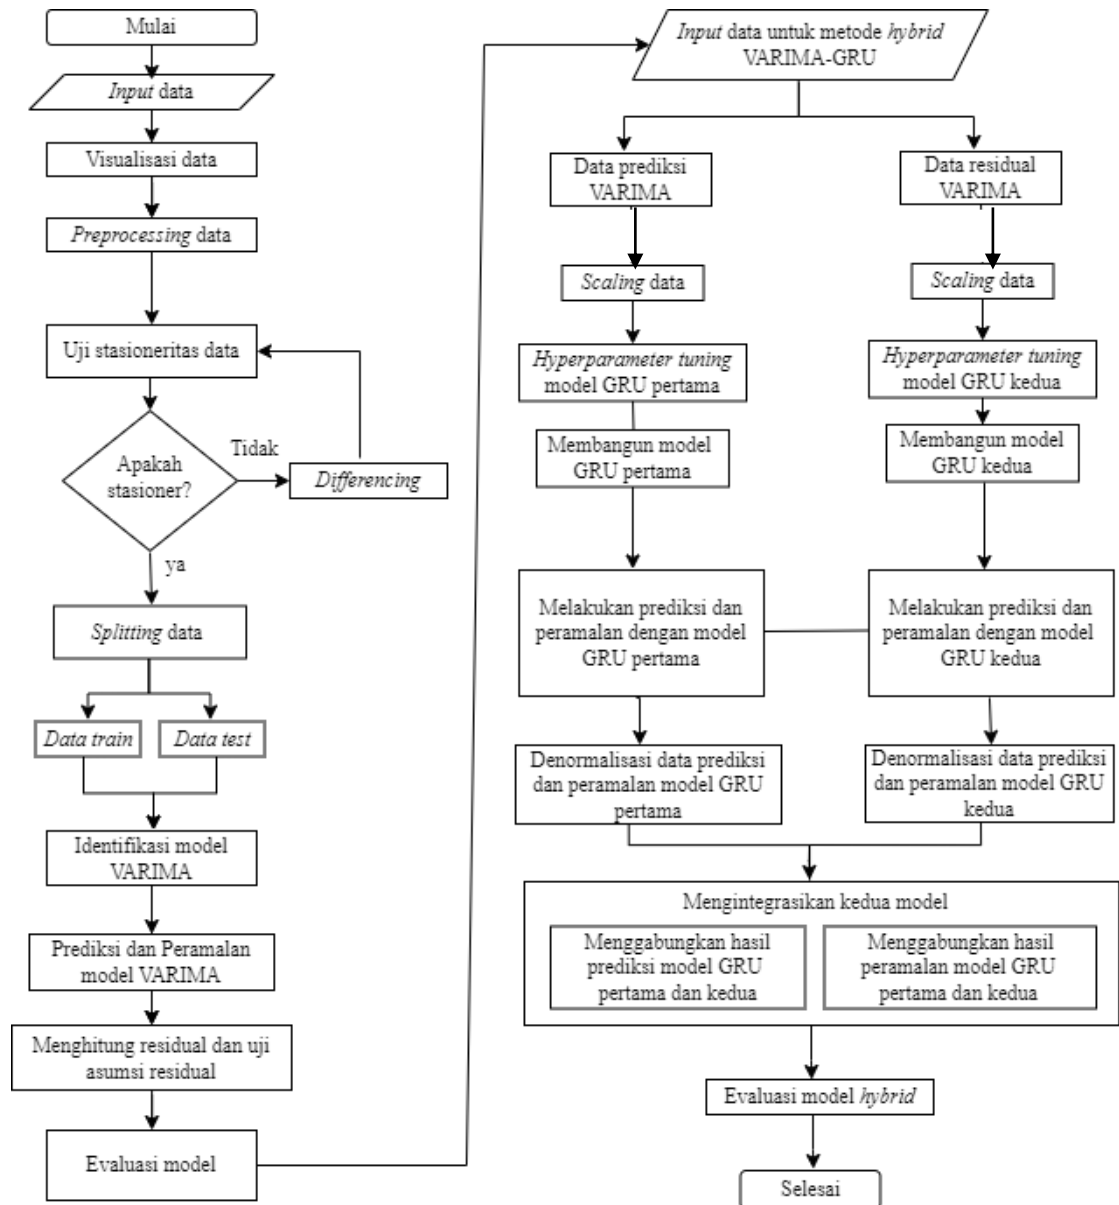 Mulai
Input data
Visualisasi data
Preprocessing data
Uji stasioneritas data
Apakah
stasioner?
Tidak
Differencing
ya
Splitting data
Data train
Data test
Identifikasi model
VARIMA
Prediksi dan Peramalan
model VARIMA
Menghitung residual dan uji
asumsi residual
Evaluasi model
Input data untuk metode hybrid
VARIMA-GRU
Data prediksi
VARIMA
Scaling data
Hyperparameter tuning
model GRU pertama
Membangun model
GRU pertama
Melakukan prediksi dan
peramalan dengan model
GRU pertama
Denormalisasi data prediksi
dan peramalan model GRU
pertama
Data residual
VARIMA
Scaling data
Hyperparameter tuning
model GRU kedua
Membangun model
GRU kedua
Melakukan prediksi dan
peramalan dengan model
GRU kedua
Denormalisasi data prediksi
dan peramalan model GRU
kedua
Mengintegrasikan kedua model
Menggabungkan hasil
prediksi model GRU
pertama dan kedua
Menggabungkan hasil
peramalan model GRU
pertama dan kedua
Evaluasi model hybrid
Selesai